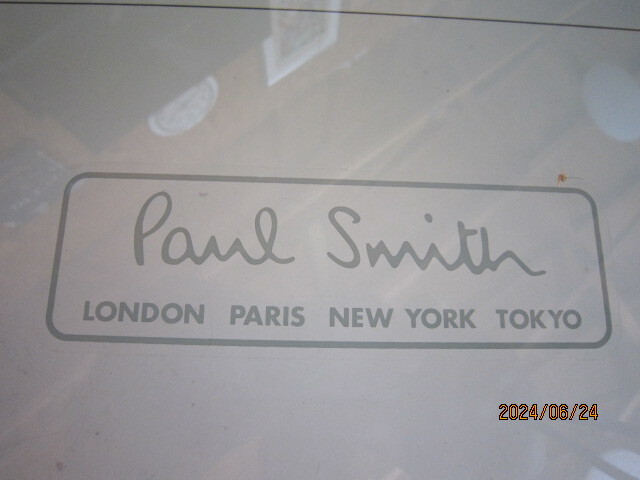 Paul Smith
LONDON PARIS NEW YORK TOKYO
2024/06/24